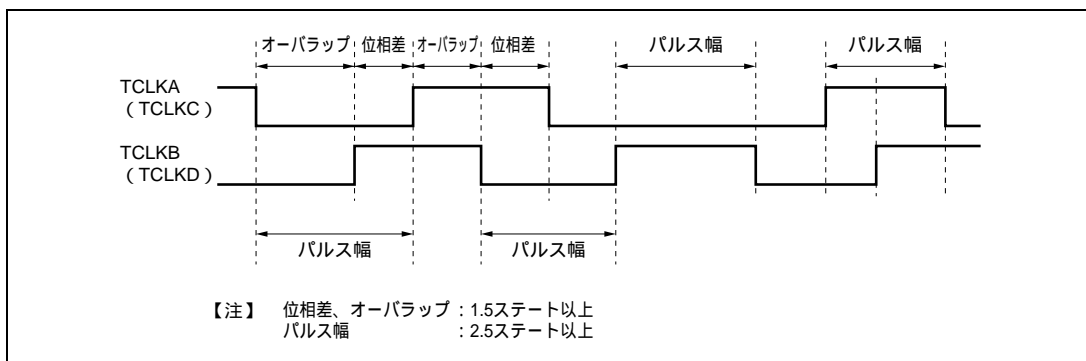 オーバラップ 位相差 オーバラップ 位相差 パルス幅 パルス幅
TCLKA
(TCLKC)
TCLKB
(TCLKD)
パルス幅 パルス幅
【注】 位相差、オーバラップ:1.5ステート以上
パルス幅 :2.5ステート以上